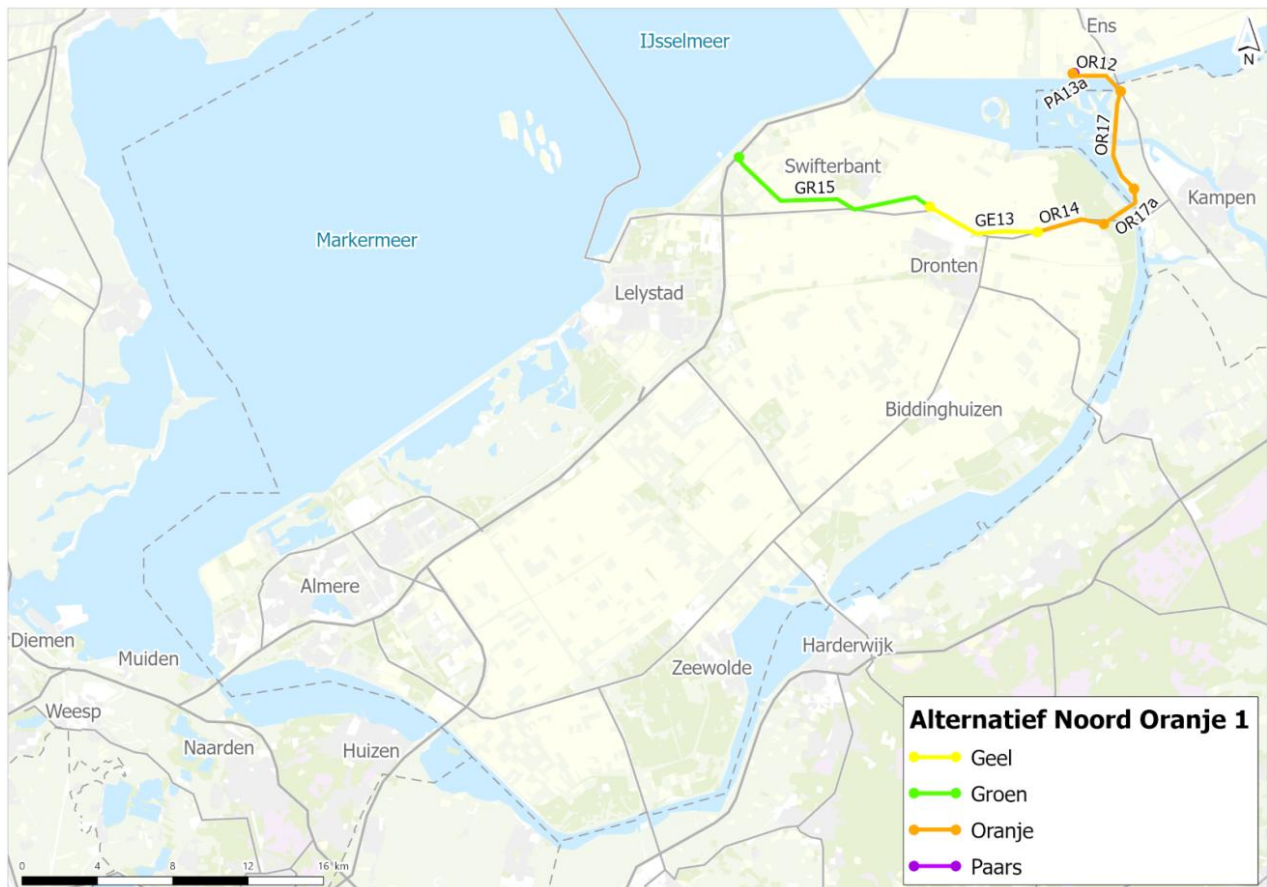 IJsselmeer
Ens
N
OR12
PA13a
OR17
Swifterbant
GR15
Kampen
OR14
OR17a
GE13
Markermeer
Dronten
Lelystad
Biddinghuizen
Almere
Diemen
Muiden
Harderwijk
Zeewolde
Weesp
Naarden
Huizen
Alternatief Noord Oranje 1
Geel
Groen
Oranje
Paars
0 4 8 12 16 km